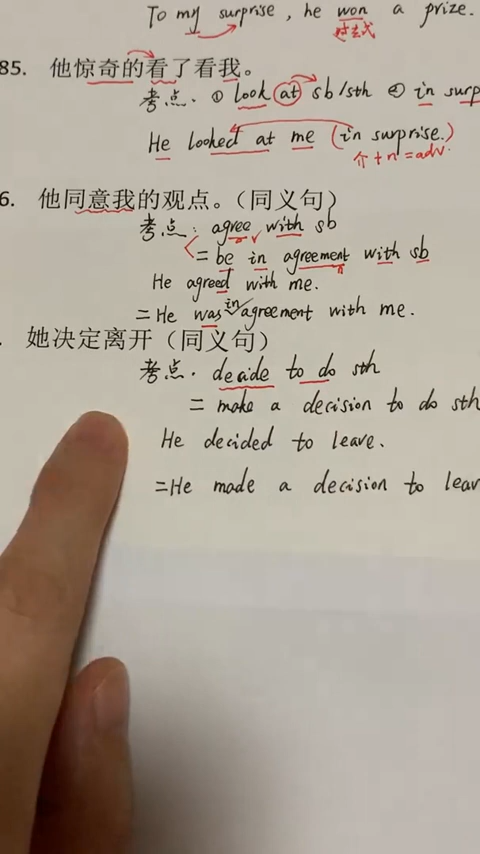 To my surprise, he won a prize.
过去式
85. 他惊奇的看了看我。
考点. ① look at sb/sth ② in surp
He looked at me (in surprise.)
介+n=adv.
6. 他同意我的观点。(同义句)
考点: agree with sb
= be in agreement with sb
n
He agreed with me.
= He was in agreement with me.
. 她决定离开(同义句)
考点. decide to do sth
= make a decision to do sth
He decided to leave.
=He made a decision to leav